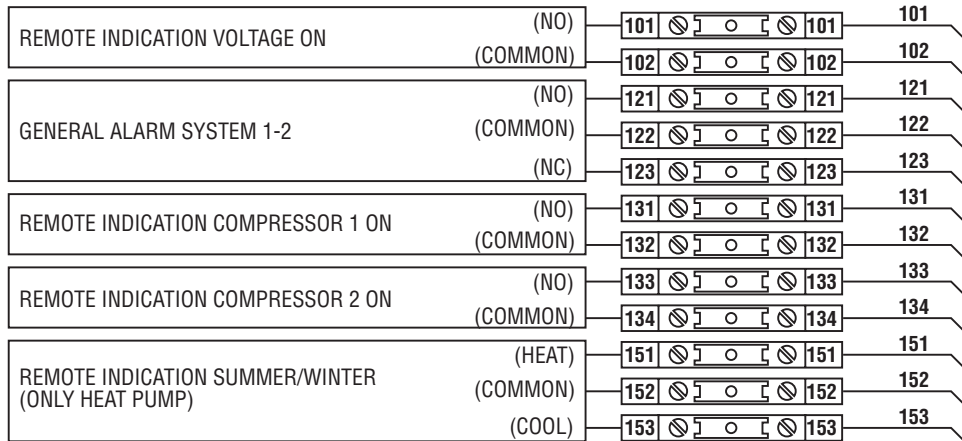 REMOTE INDICATION VOLTAGE ON (NO) 101 101 101
(COMMON) 102 102 102
GENERAL ALARM SYSTEM 1-2 (NO) 121 121 121
(COMMON) 122 122 122
(NC) 123 123 123
REMOTE INDICATION COMPRESSOR 1 ON (NO) 131 131 131
(COMMON) 132 132 132
REMOTE INDICATION COMPRESSOR 2 ON (NO) 133 133 133
(COMMON) 134 134 134
REMOTE INDICATION SUMMER/WINTER (HEAT) 151 151 151
(ONLY HEAT PUMP) (COMMON) 152 152 152
(COOL) 153 153 153